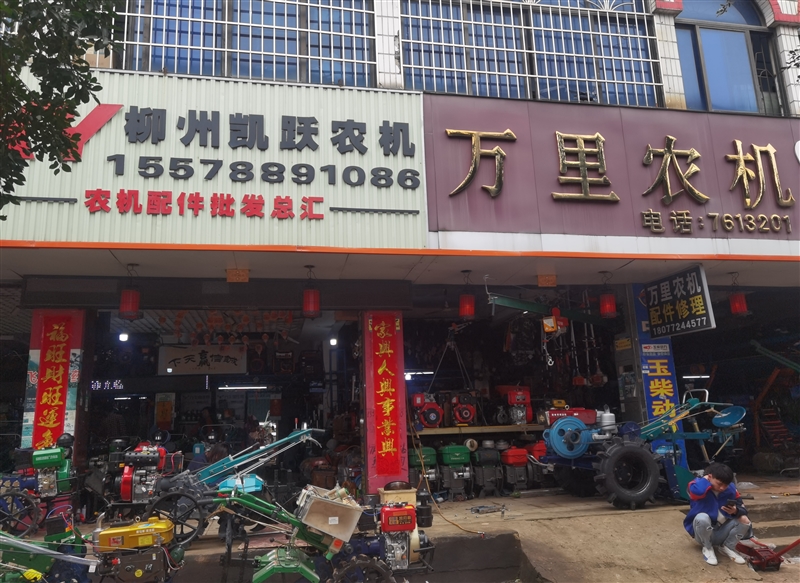 柳州凯跃农机
15578891086
农机配件批发总汇
万里农机
电话:7613201
万里农机
配件修理
18077244577
玉柴动
福旺财旺运
家兴人兴事业兴